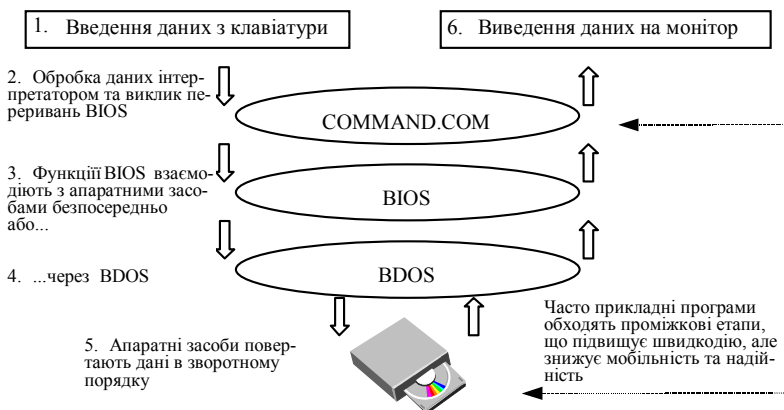 1. Введення даних з клавіатури
6. Виведення даних на монітор
2. Обробка даних інтер-
претатором та виклик пе-
реривань BIOS
COMMAND.COM
3. Функціїї BIOS взаємо-
діють з апаратними засо-
бами безпосередньо
або...
BIOS
4. ...через BDOS
BDOS
5. Апаратні засоби повер-
тають дані в зворотному
порядку
Часто прикладні програми
обходять проміжкові етапи,
що підвищує швидкодію, але
знижує мобільність та надій-
ність